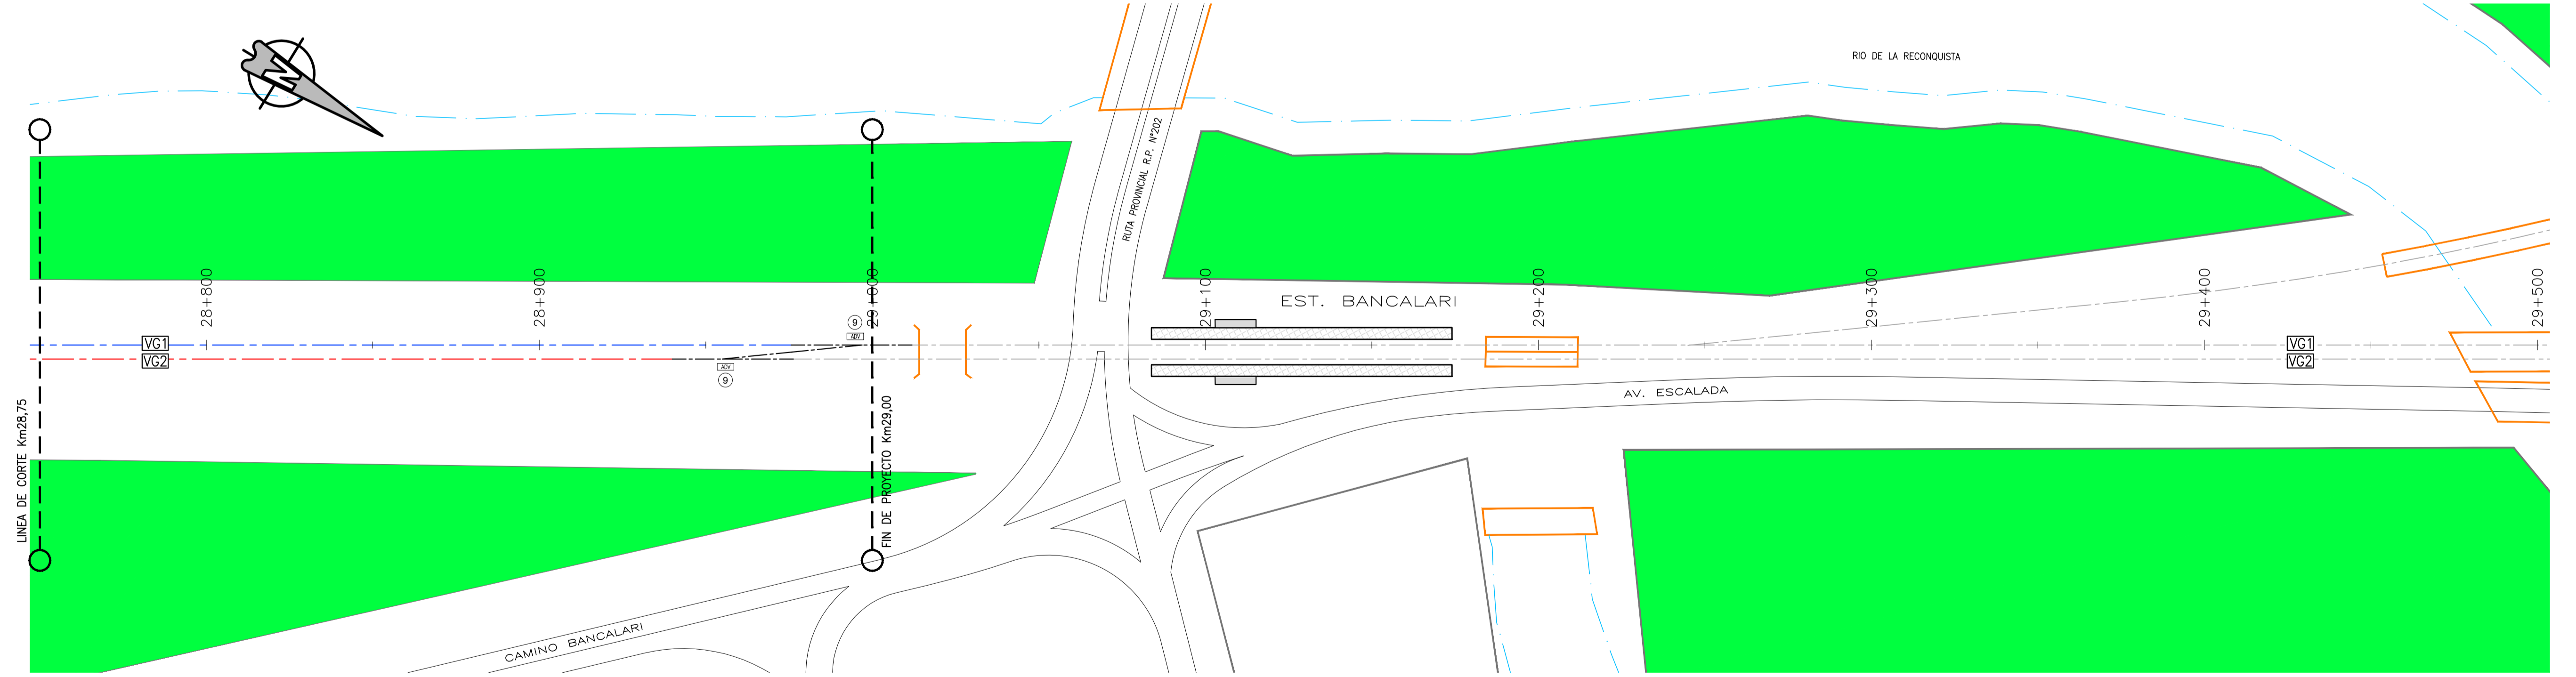 RIO DE LA RECONQUISTA
N
RUTA PROVINCIAL R.P. N°202
28+800
28+900
29+000
29+100
29+200
29+300
29+400
29+500
EST. BANCALARI
9
ADV
VG1
VG2
VG1
VG2
ADV
9
AV. ESCALADA
LINEA DE CORTE Km28,75
FIN DE PROYECTO Km29,00
CAMINO BANCALARI